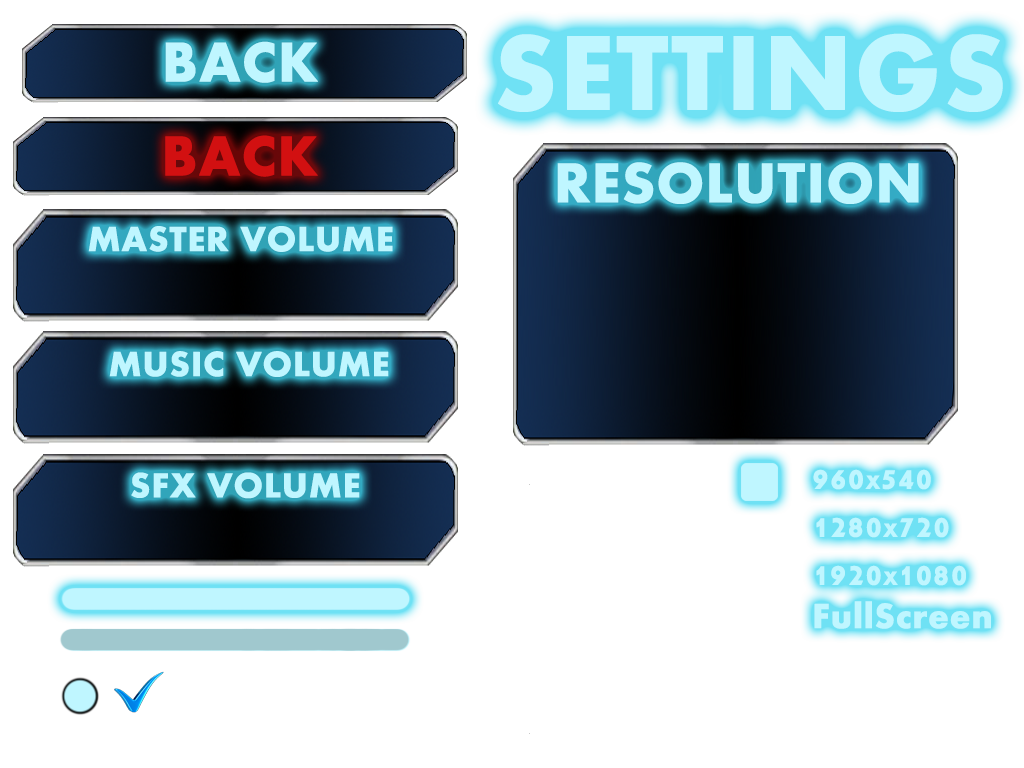 BACK
BACK
MASTER VOLUME
MUSIC VOLUME
SFX VOLUME
SETTINGS
RESOLUTION
960x540
1280x720
1920x1080
FullScreen